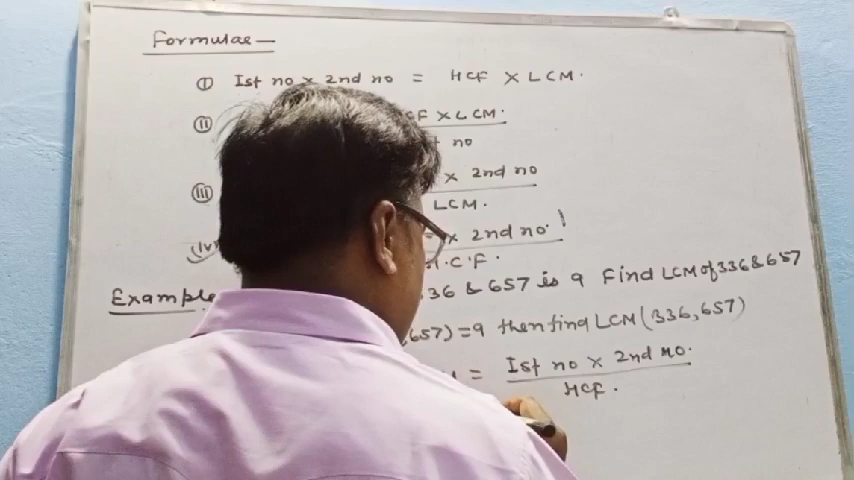 Formulae —
(i) Ist no × 2nd no = HCF × LCM.
(ii) CF × LCM.
no
(iii) × 2nd no
LCM.
(iv) × 2nd no.
H.C.F.
Example 36 & 657 is 9 Find LCM of 336 & 657
,657) = 9 then find LCM (336, 657)
= Ist no × 2nd no.
HCF.